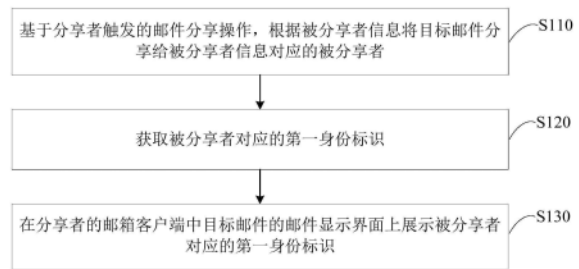 基于分享者触发的邮件分享操作，根据被分享者信息将目标邮件分
享给被分享者信息对应的被分享者
S110
获取被分享者对应的第一身份标识
S120
在分享者的邮箱客户端中目标邮件的邮件显示界面上展示被分享者
对应的第一身份标识
S130